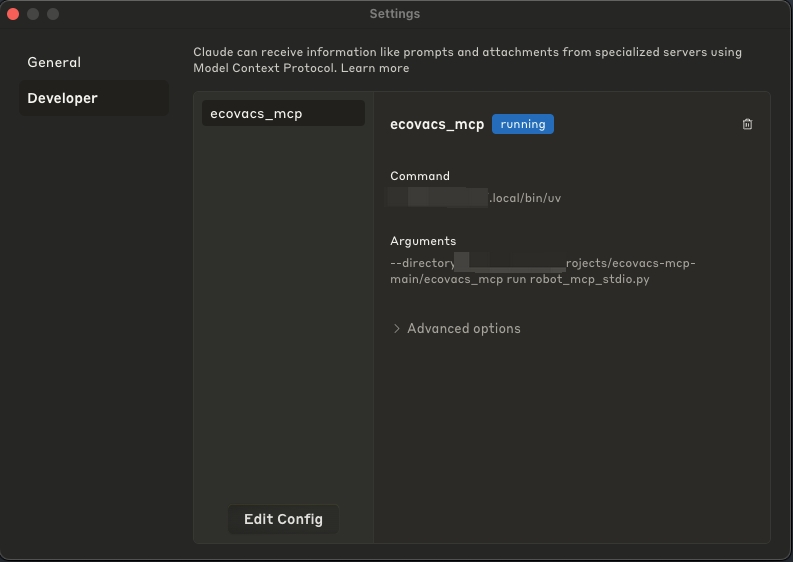 Settings
General
Developer
Claude can receive information like prompts and attachments from specialized servers using
Model Context Protocol. Learn more
ecovacs_mcp
Edit Config
ecovacs_mcp running
Command
.local/bin/uv
Arguments
--directory rojects/ecovacs-mcp-
main/ecovacs_mcp run robot_mcp_stdio.py
Advanced options